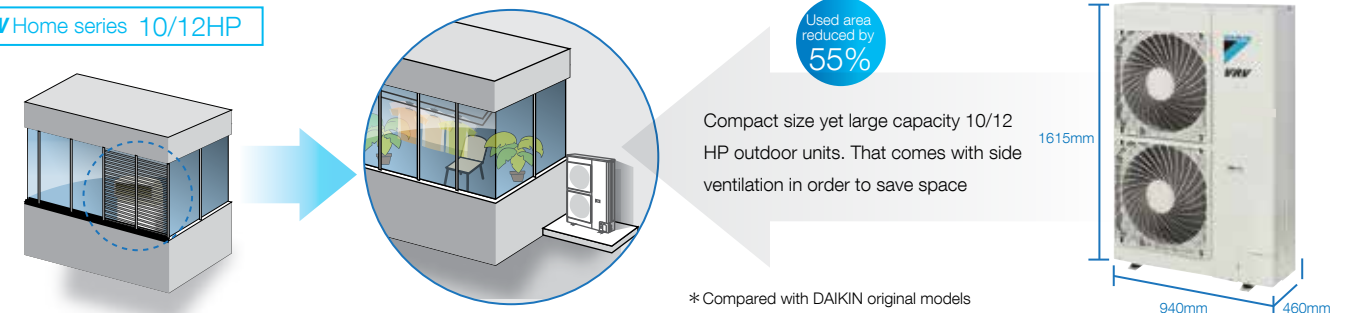 Home series 10/12HP
Used area
reduced by
55%
Compact size yet large capacity 10/12
HP outdoor units. That comes with side
ventilation in order to save space
*Compared with DAIKIN original models
1615mm
VRV
940mm
460mm